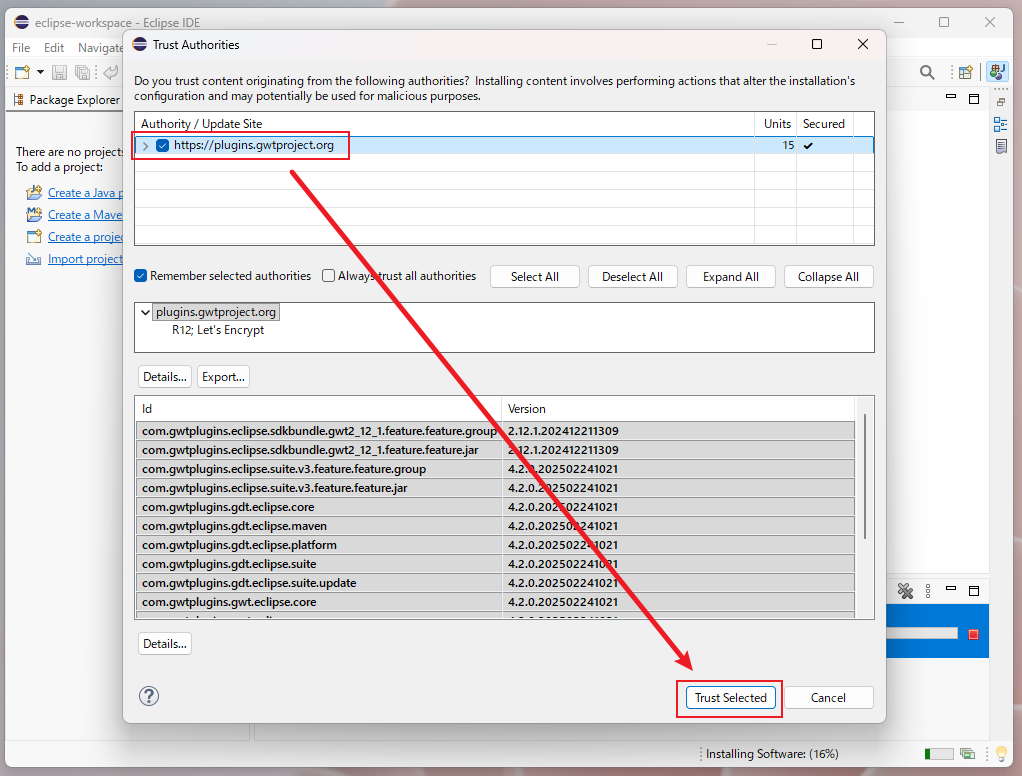 eclipse-workspace - Eclipse IDE
File Edit Navigate
Package Explorer
There are no projects
To add a project:
Create a Java p
Create a Mave
Create a projec
Import project
Trust Authorities
Do you trust content originating from the following authorities? Installing content involves performing actions that alter the installation's
configuration and may potentially be used for malicious purposes.
Authority / Update Site Units Secured
https://plugins.gwtproject.org 15
Remember selected authorities Always trust all authorities Select All Deselect All Expand All Collapse All
plugins.gwtproject.org
R12; Let's Encrypt
Details... Export...
Id Version
com.gwtplugins.eclipse.sdkbundle.gwt2_12_1.feature.feature.group 2.12.1.202412211309
com.gwtplugins.eclipse.sdkbundle.gwt2_12_1.feature.feature.jar 2.12.1.202412211309
com.gwtplugins.eclipse.suite.v3.feature.feature.group 4.2.0.202502241021
com.gwtplugins.eclipse.suite.v3.feature.feature.jar 4.2.0.202502241021
com.gwtplugins.gdt.eclipse.core 4.2.0.202502241021
com.gwtplugins.gdt.eclipse.maven 4.2.0.202502241021
com.gwtplugins.gdt.eclipse.platform 4.2.0.202502241021
com.gwtplugins.gdt.eclipse.suite 4.2.0.202502241021
com.gwtplugins.gdt.eclipse.suite.update 4.2.0.202502241021
com.gwtplugins.gwt.eclipse.core 4.2.0.202502241021
Details...
Trust Selected Cancel
Installing Software: (16%)